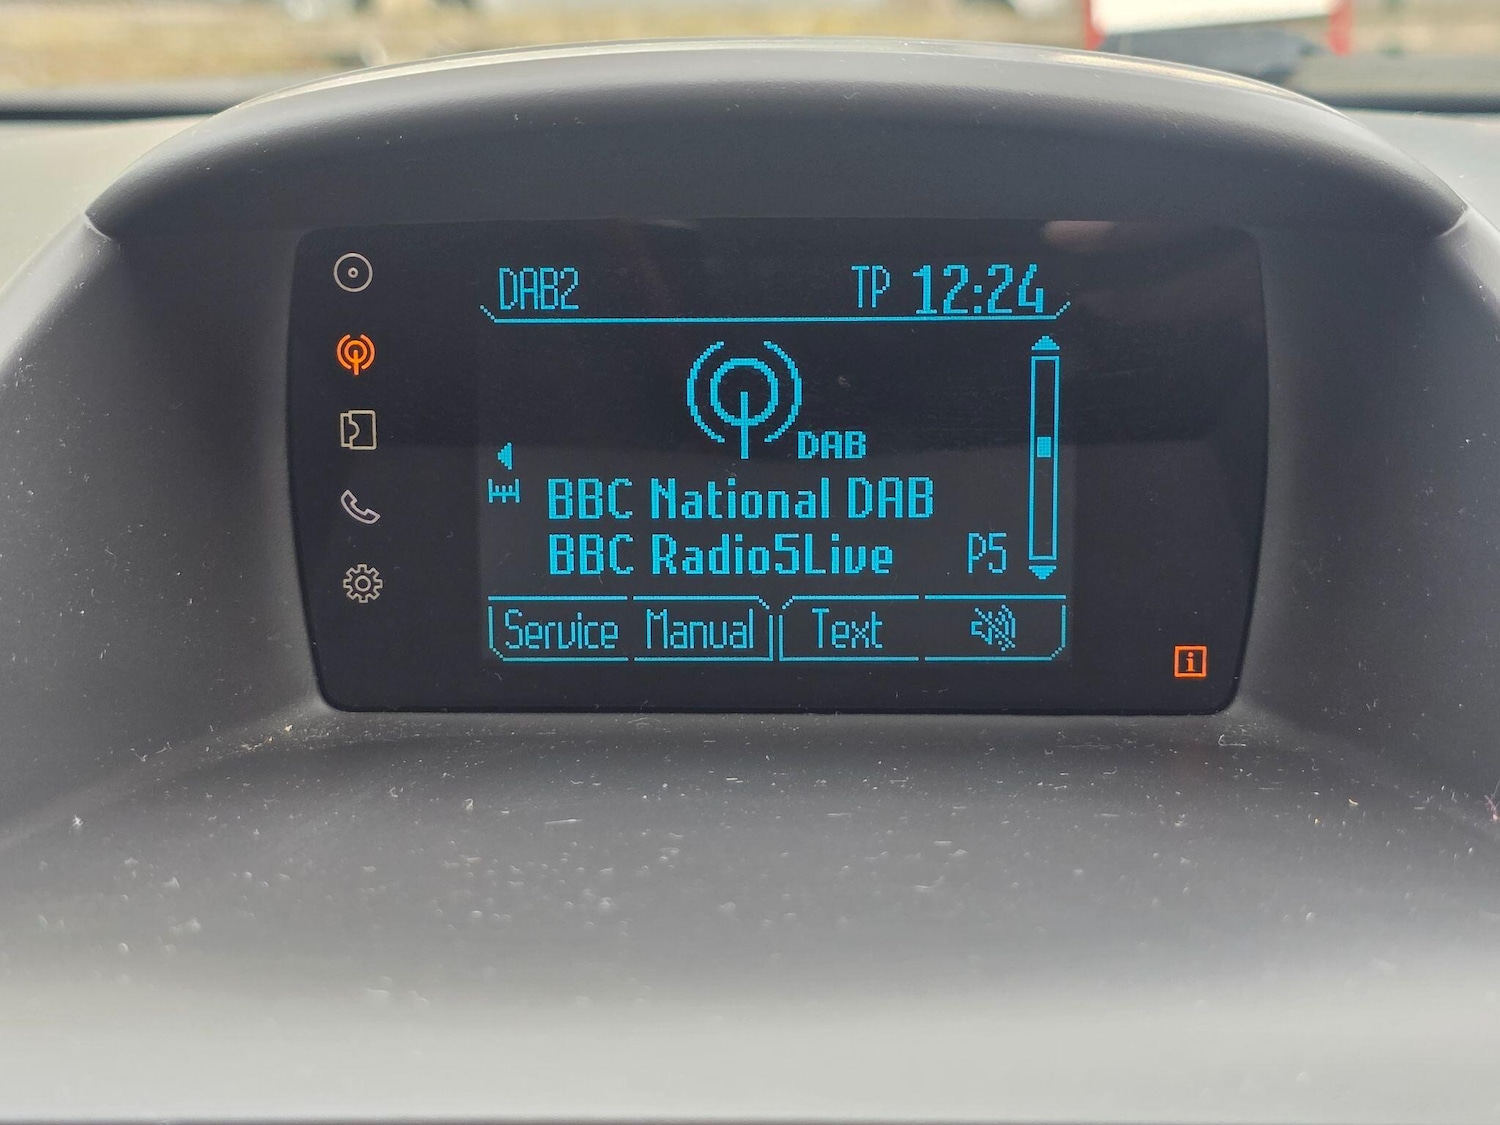 DAB2 TP 12:24
DAB
BBC National DAB
BBC Radio5Live P5
Service Manual Text
i